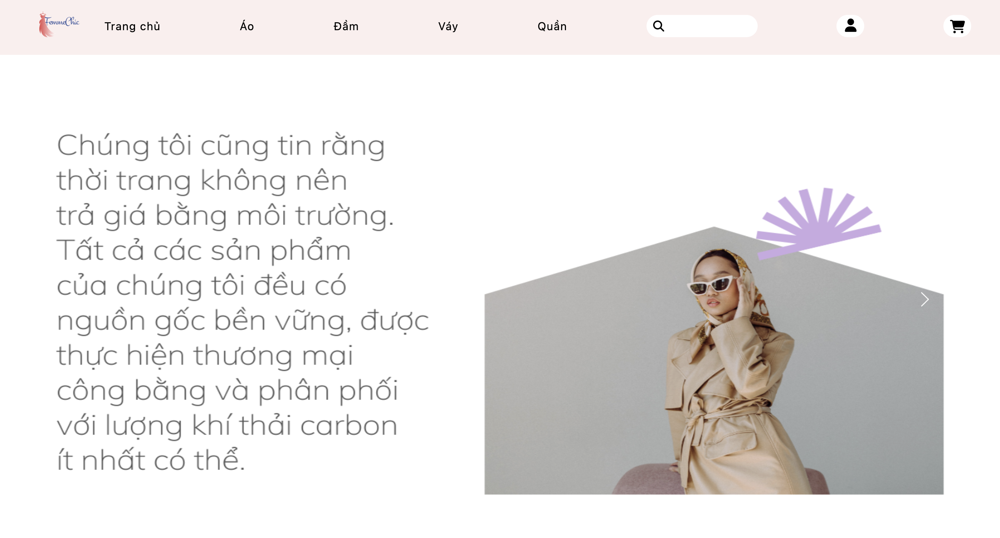 FemmeChic
Trang chủ
Áo
Đầm
Váy
Quần
Chúng tôi cũng tin rằng
thời trang không nên
trả giá bằng môi trường.
Tất cả các sản phẩm
của chúng tôi đều có
nguồn gốc bền vững, được
thực hiện thương mại
công bằng và phân phối
với lượng khí thải carbon
ít nhất có thể.